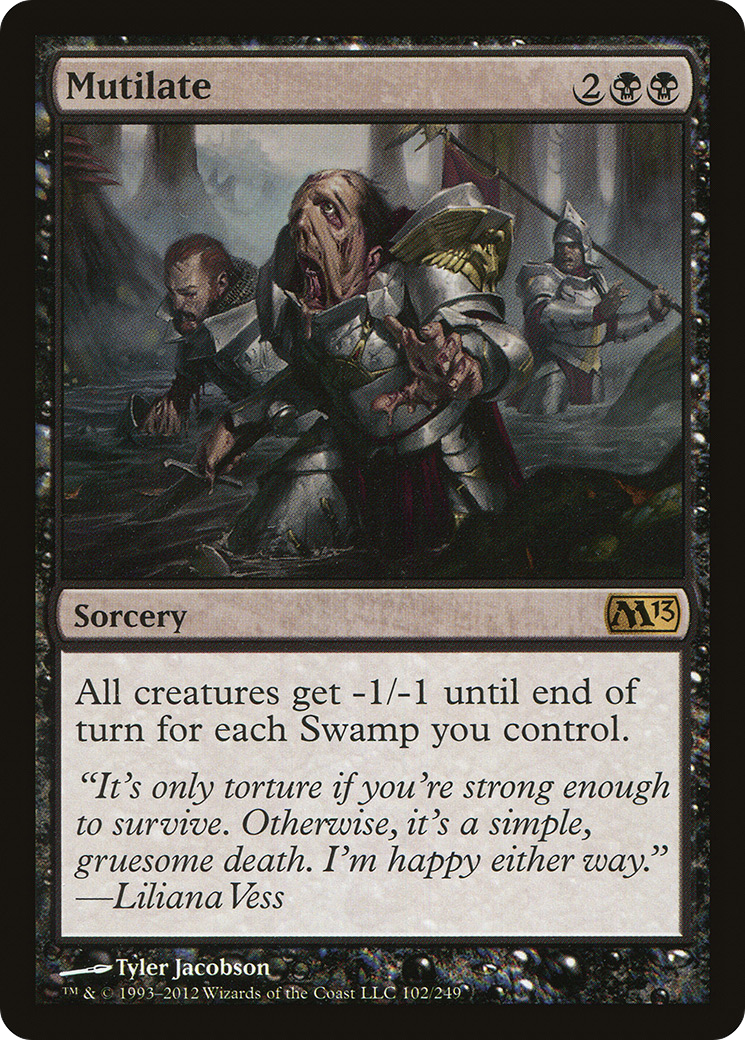 Mutilate 2
Sorcery M13
All creatures get -1/-1 until end of
turn for each Swamp you control.
“It’s only torture if you’re strong enough
to survive. Otherwise, it’s a simple,
gruesome death. I’m happy either way.”
—Liliana Vess
Tyler Jacobson
™ & © 1993–2012 Wizards of the Coast LLC 102/249